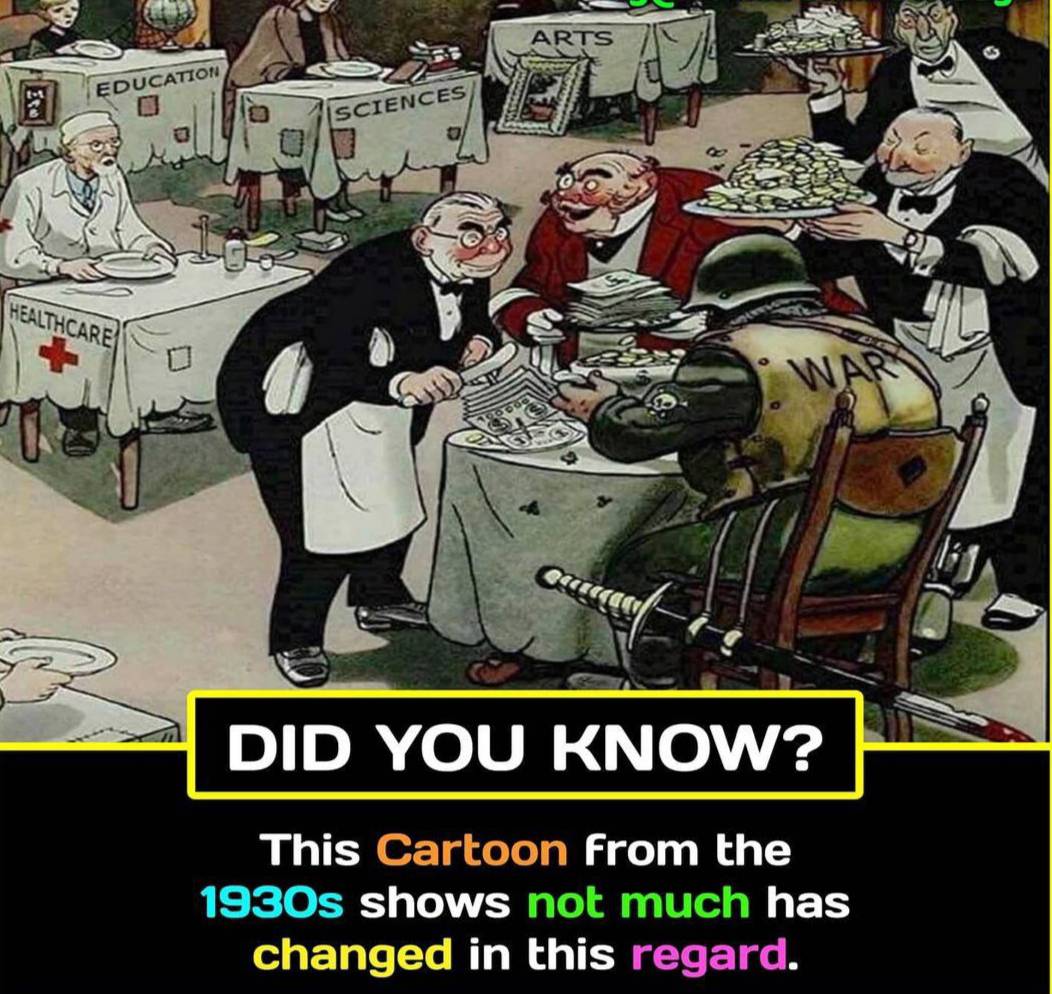 ARTS
EDUCATION
SCIENCES
HEALTHCARE
WAR
DID YOU KNOW?
This Cartoon from the
1930s shows not much has
changed in this regard.